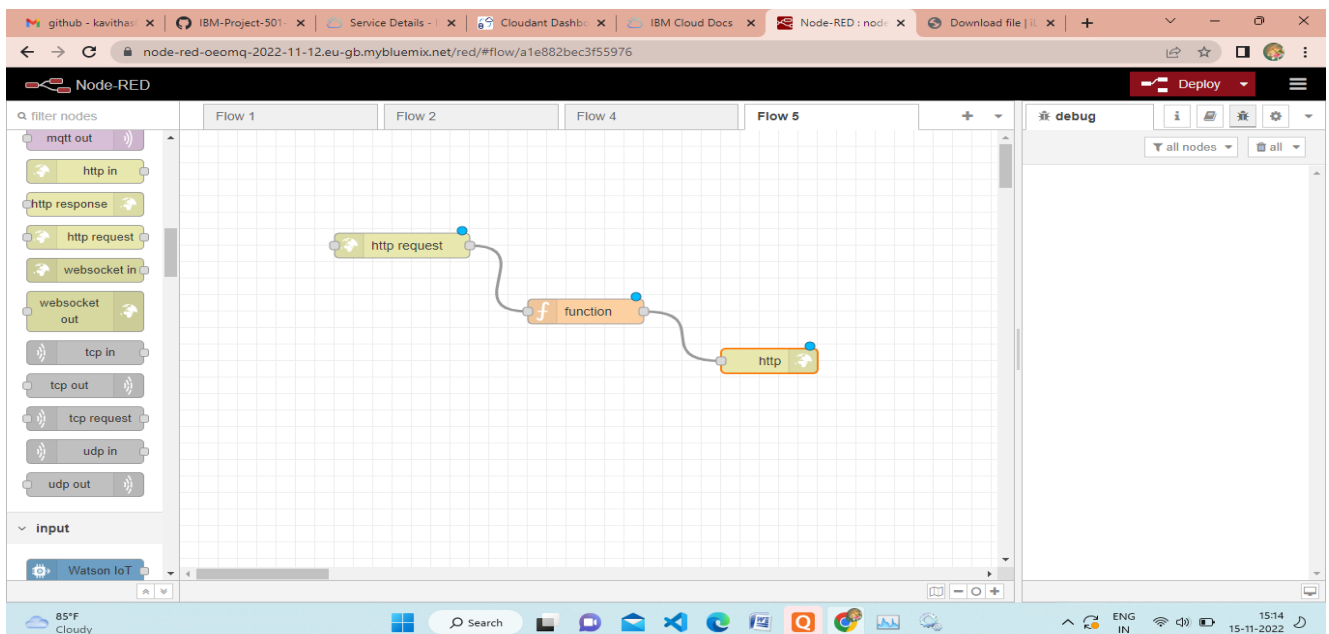 github - kavithas
IBM-Project-501-
Service Details - I
Cloudant Dashbo
IBM Cloud Docs
Node-RED : node
Download file | iL
node-red-oeomq-2022-11-12.eu-gb.mybluemix.net/red/#flow/a1e882bec3f55976
Node-RED
Deploy
filter nodes
Flow 1
Flow 2
Flow 4
Flow 5
debug
i
all nodes
all
mqtt out
http in
http response
http request
websocket in
websocket
out
tcp in
tcp out
tcp request
udp in
udp out
input
Watson IoT
http request
f
function
http
85°F
Cloudy
Search
ENG
IN
15:14
15-11-2022